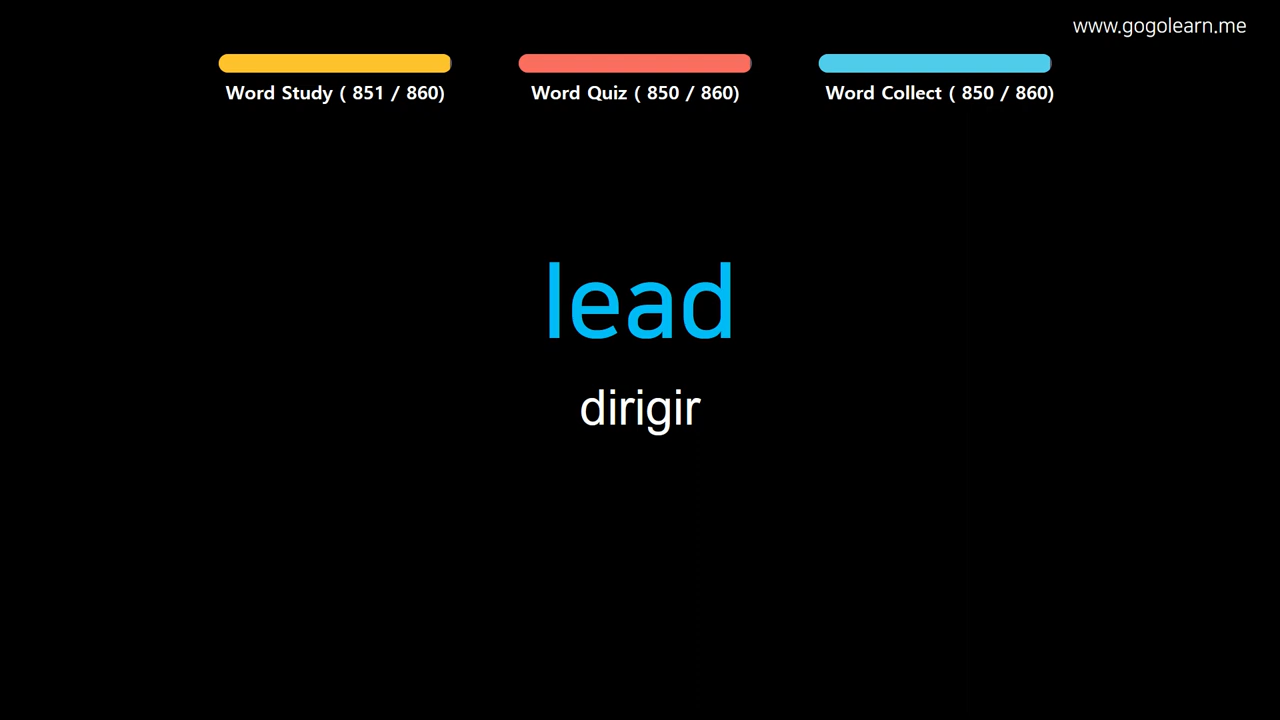 www.gogolearn.me
Word Study ( 851 / 860)
Word Quiz ( 850 / 860)
Word Collect ( 850 / 860)
lead
dirigir